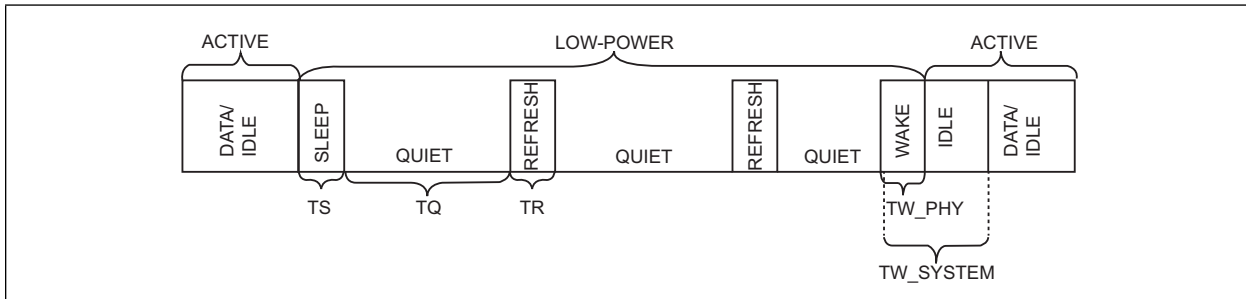 ACTIVE
LOW-POWER
ACTIVE
DATA/
IDLE
SLEEP
QUIET
REFRESH
QUIET
REFRESH
QUIET
WAKE
IDLE
DATA/
IDLE
TS
TQ
TR
TW_PHY
TW_SYSTEM